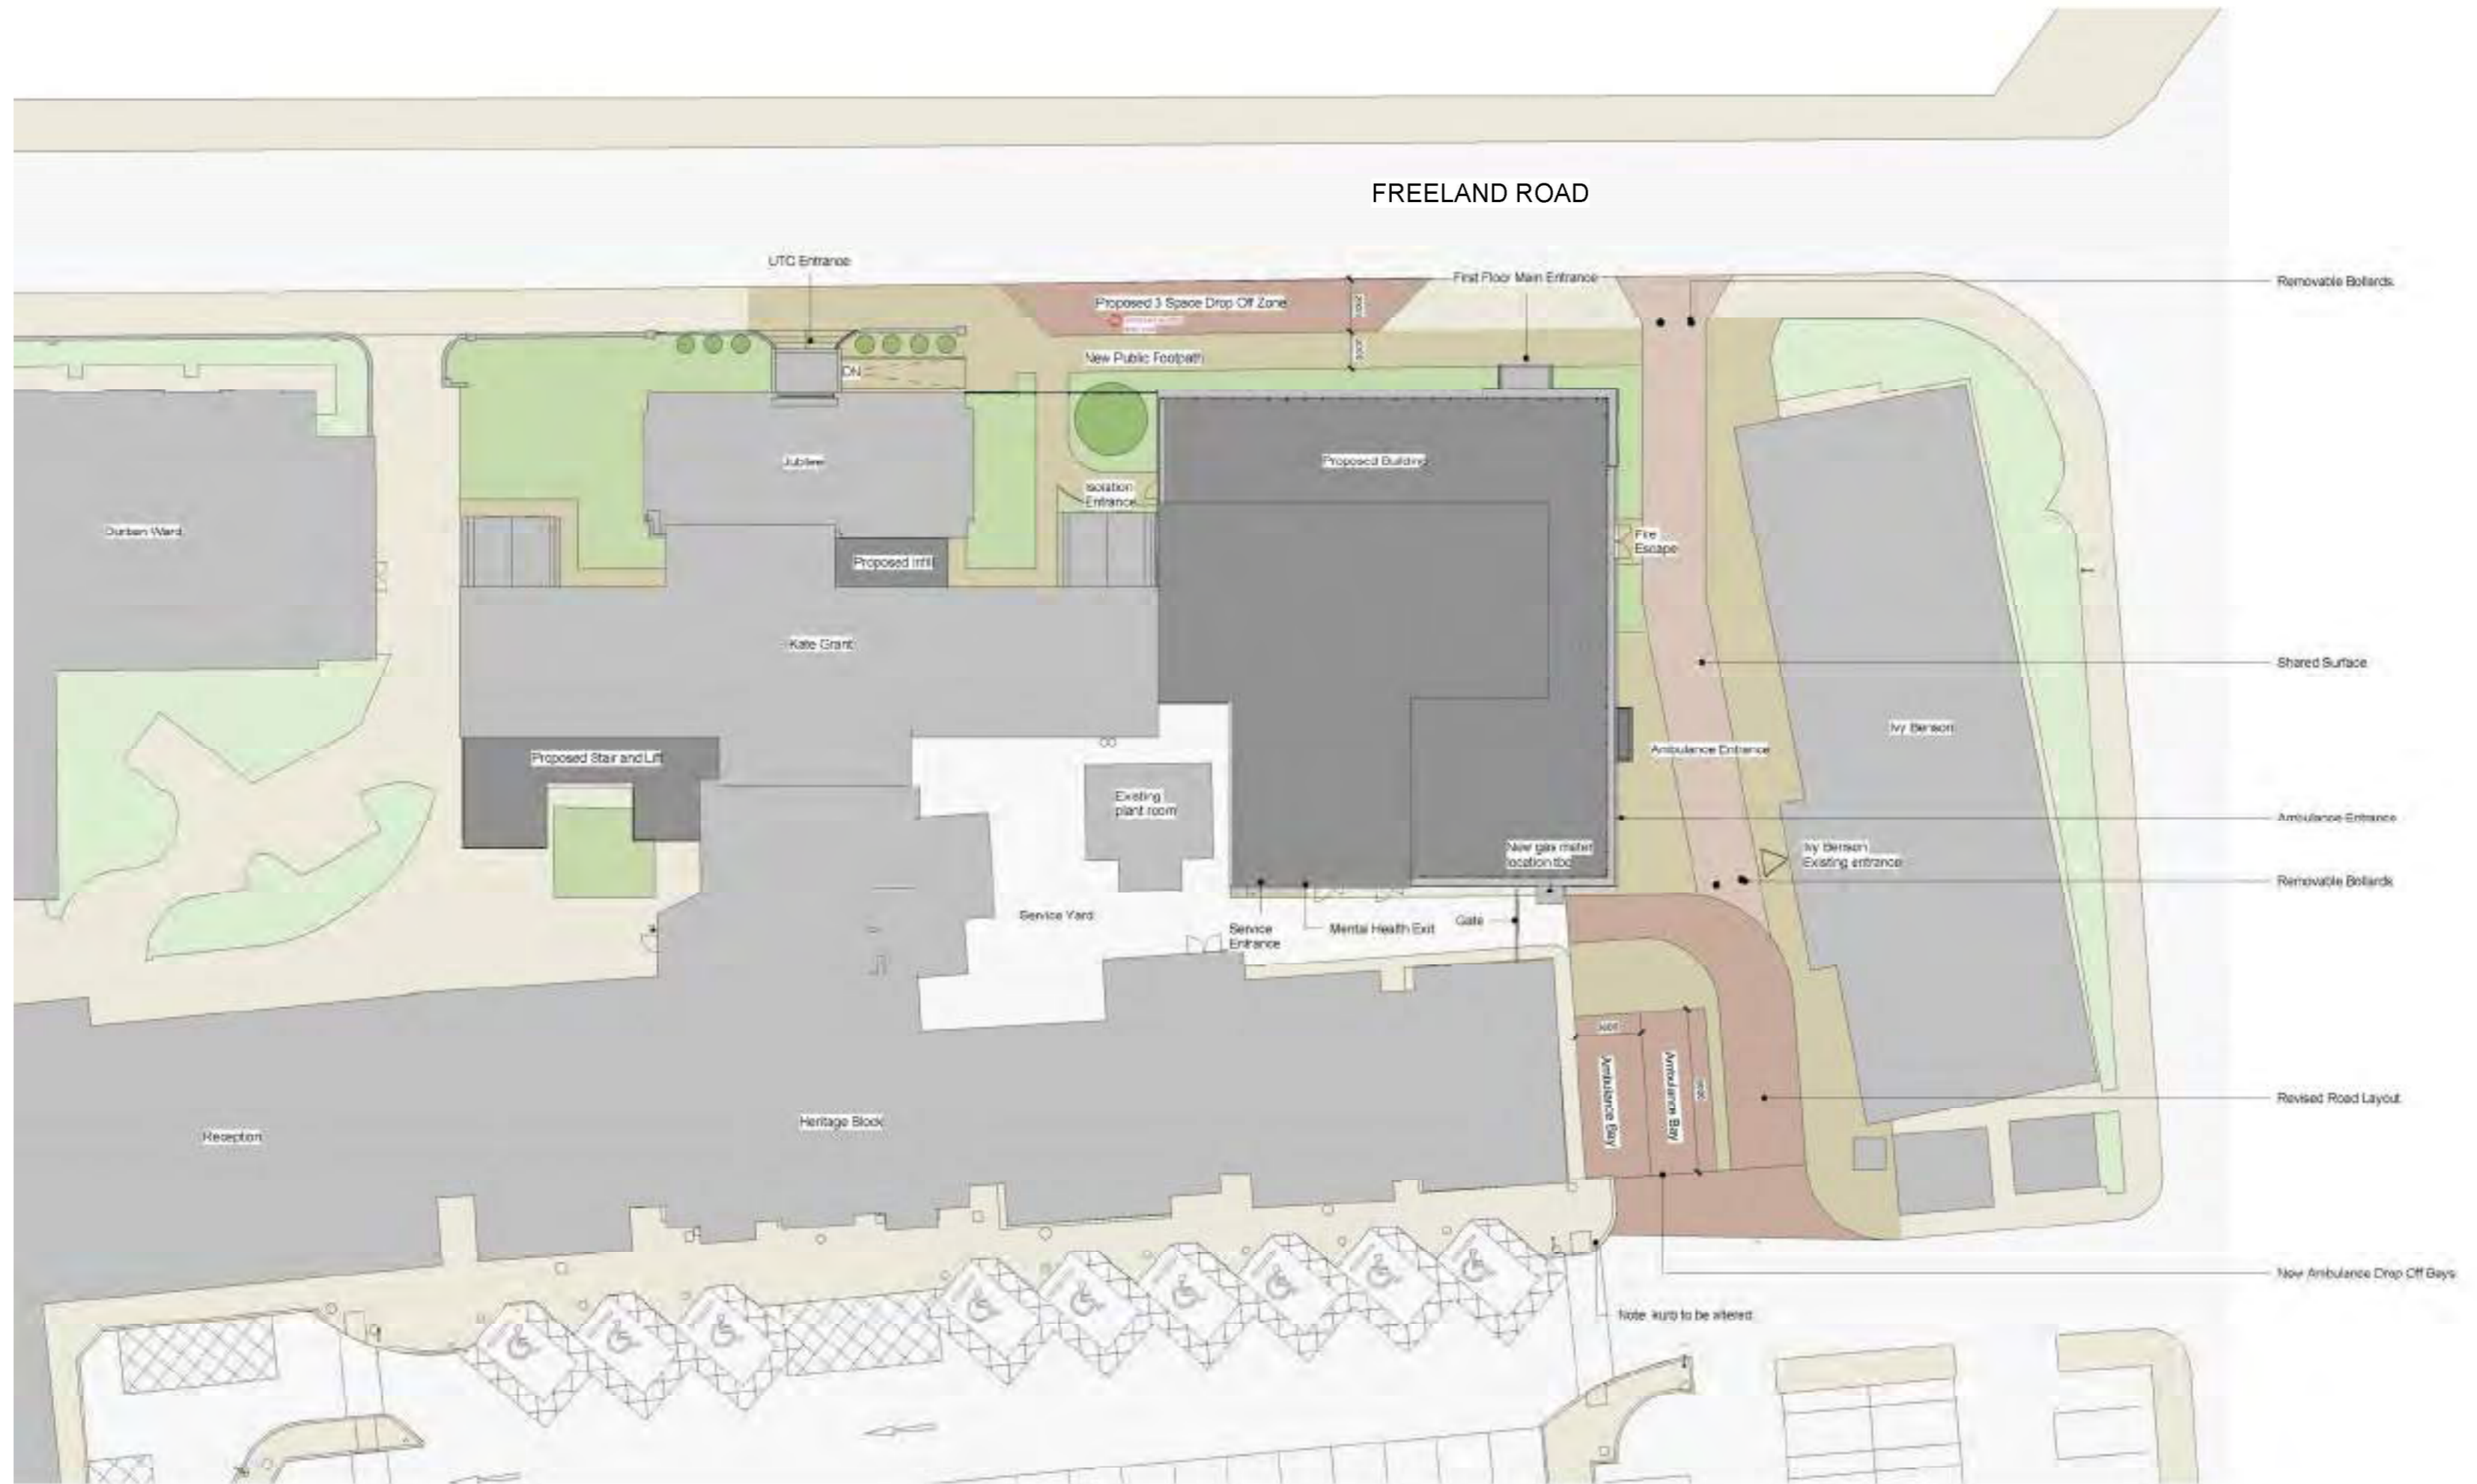 FREELAND ROAD
UTC Entrance
First Floor Main Entrance
Removable Bollards
Proposed 3 Space Drop Off Zone
New Public Footpath
DN
Jubilee
Proposed Building
Isolation
Entrance
Durban Ward
Fire
Escape
Proposed Infill
Kate Grant
Shared Surface
Ivy Benson
Ambulance Entrance
Proposed Stair and Lift
Existing
plant room
Ambulance Entrance
New gas meter
location tbc
Ivy Benson
Existing entrance
Removable Bollards
Service Yard
Service
Entrance
Mental Health Exit
Gate
Ambulance Bay
Ambulance Bay
Revised Road Layout
Heritage Block
Reception
New Ambulance Drop Off Bays
Note: kurb to be altered